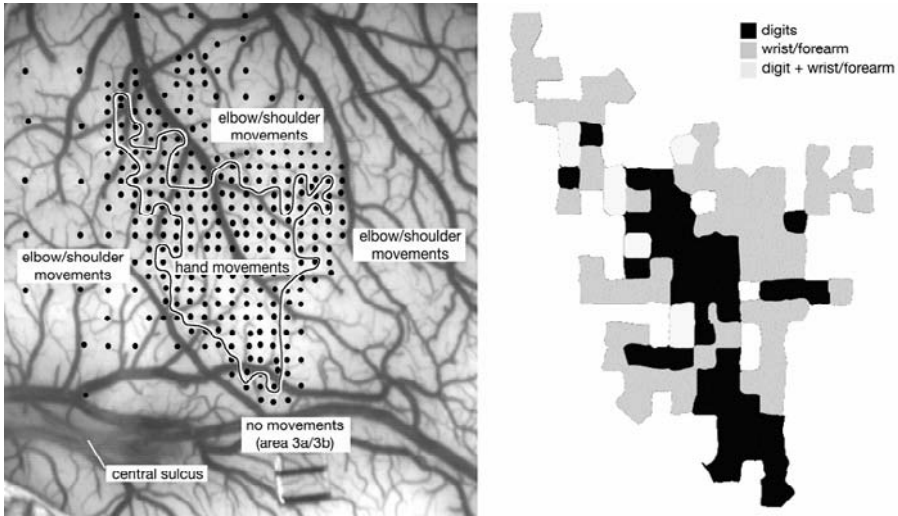 elbow/shoulder
movements
elbow/shoulder
movements
elbow/shoulder
movements
hand movements
no movements
(area 3a/3b)
central sulcus
digits
wrist/forearm
digit + wrist/forearm